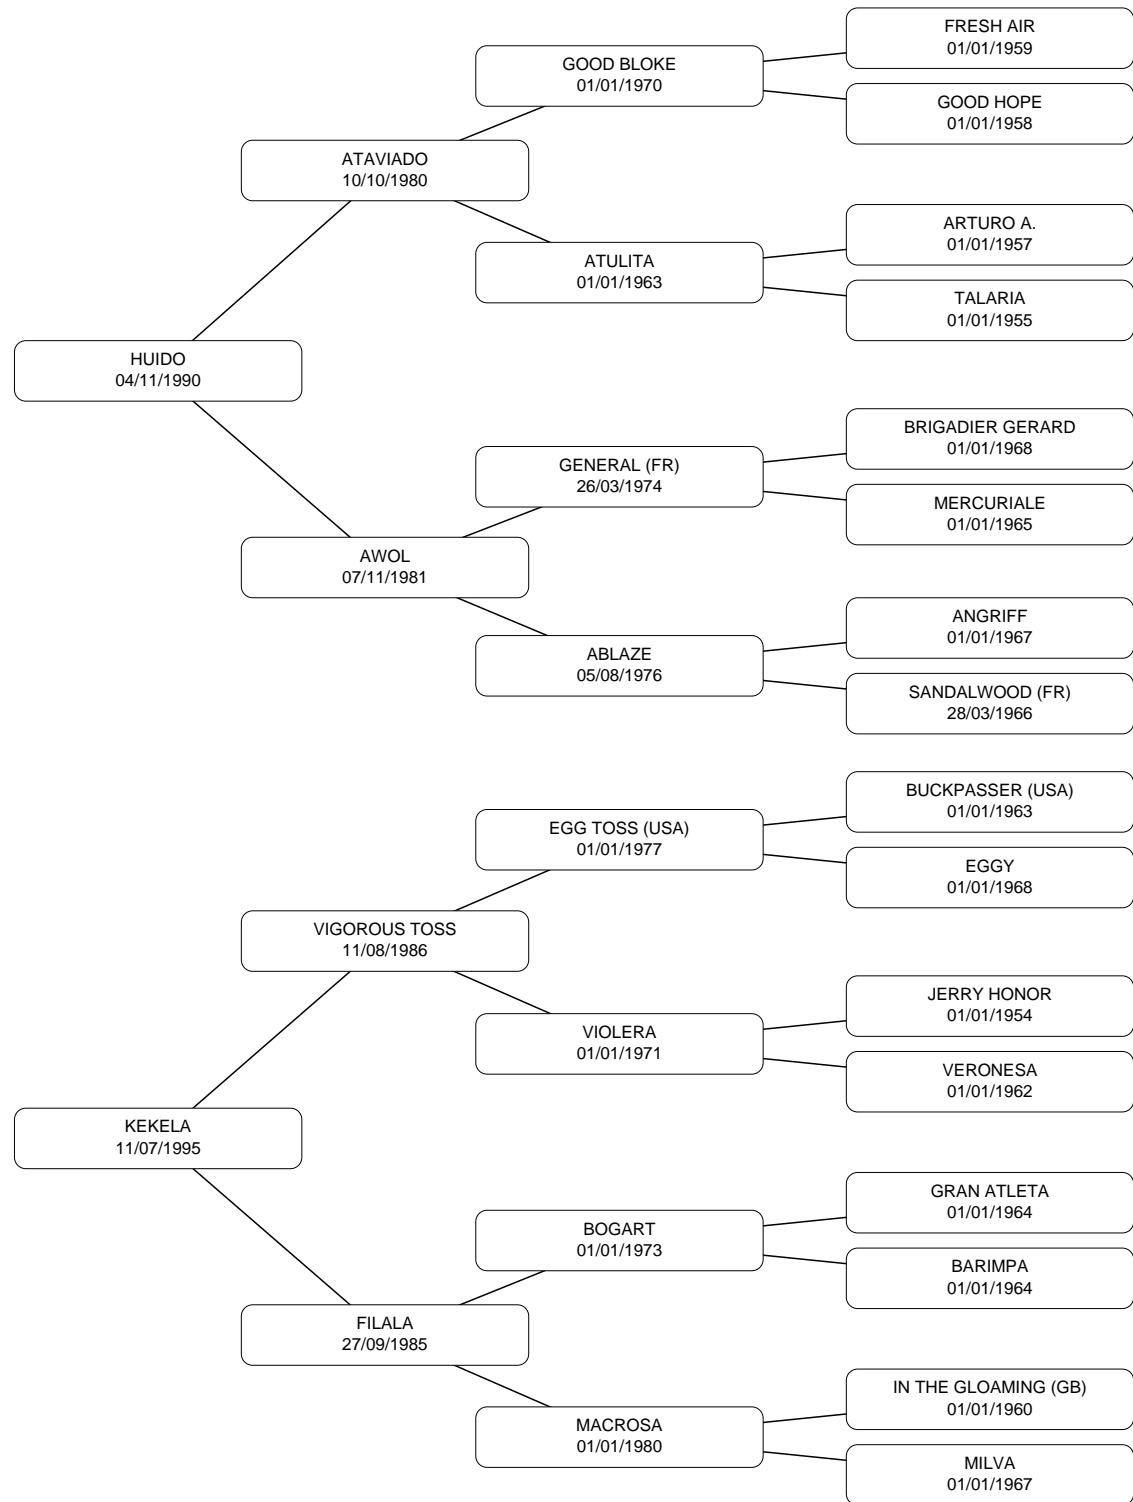 FRESH AIR
01/01/1959
GOOD BLOKE
01/01/1970
GOOD HOPE
01/01/1958
ATAVIADO
10/10/1980
ARTURO A.
01/01/1957
ATULITA
01/01/1963
TALARIA
01/01/1955
HUIDO
04/11/1990
BRIGADIER GERARD
01/01/1968
GENERAL (FR)
26/03/1974
MERCURIALE
01/01/1965
AWOL
07/11/1981
ANGRIFF
01/01/1967
ABLAZE
05/08/1976
SANDALWOOD (FR)
28/03/1966
BUCKPASSER (USA)
01/01/1963
EGG TOSS (USA)
01/01/1977
EGGY
01/01/1968
VIGOROUS TOSS
11/08/1986
JERRY HONOR
01/01/1954
VIOLERA
01/01/1971
VERONESA
01/01/1962
KEKELA
11/07/1995
GRAN ATLETA
01/01/1964
BOGART
01/01/1973
BARIMPA
01/01/1964
FILALA
27/09/1985
IN THE GLOAMING (GB)
01/01/1960
MACROSA
01/01/1980
MILVA
01/01/1967